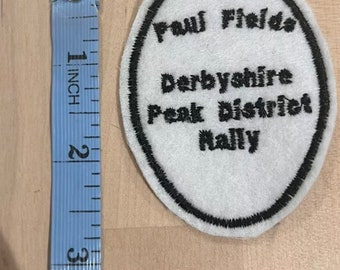 Paul Fields
Derbyshire
Peak District
Rally
1
INCH
2
3